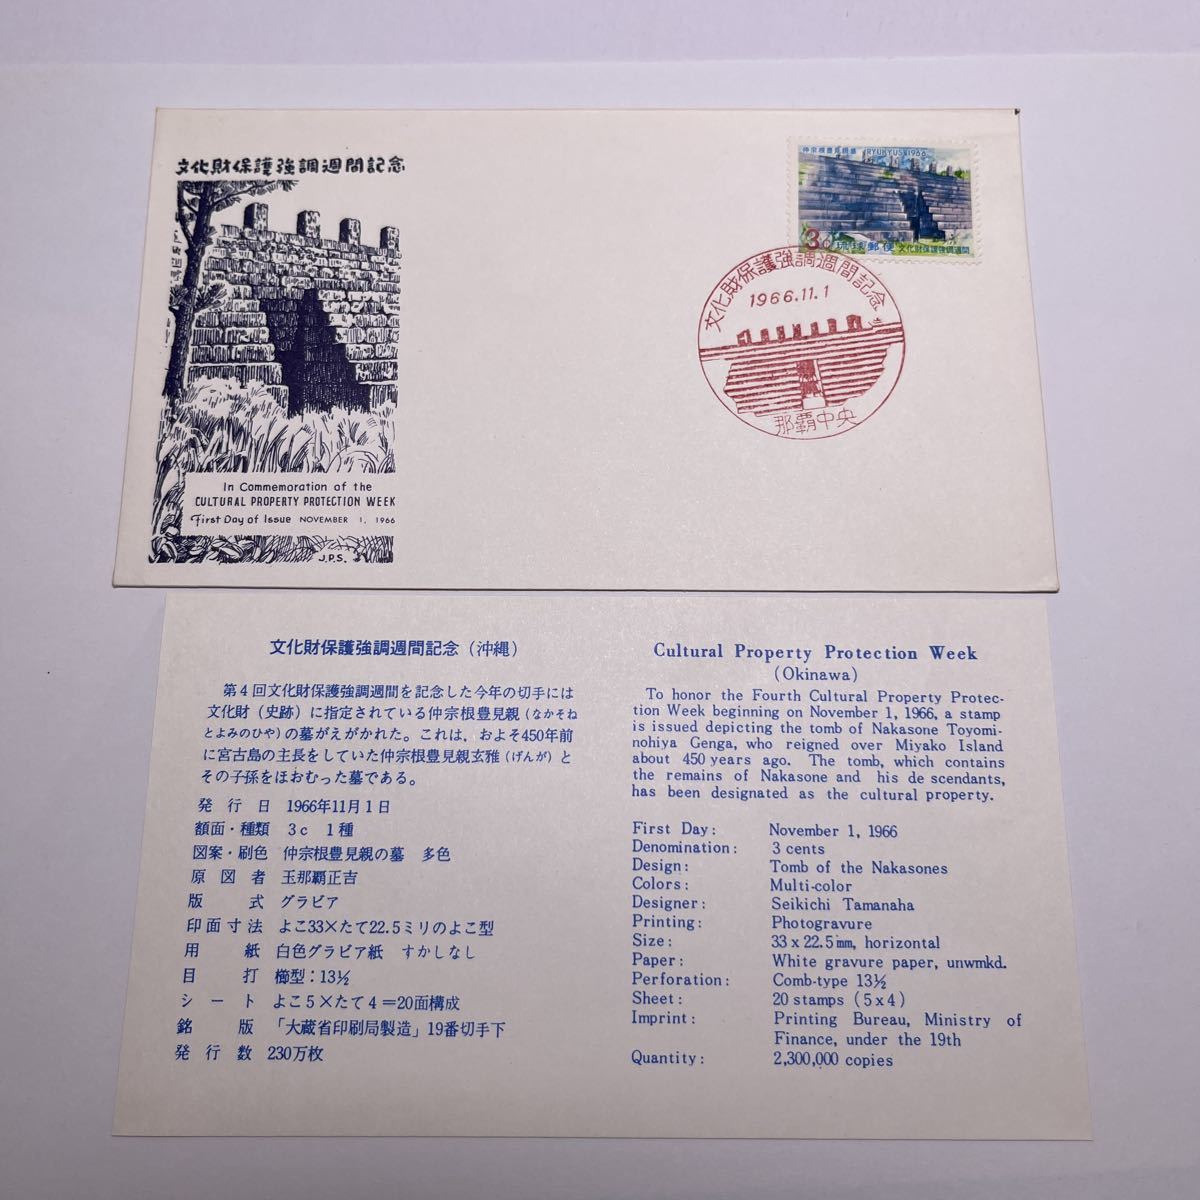 文化財保護強調週間記念
In Commemoration of the
CULTURAL PROPERTY PROTECTION WEEK
First Day of Issue NOVEMBER 1, 1966
J.P.S.
仲宗根豊見親墓 RYUKYUS 1966
3¢ 琉球郵便 文化財保護強調週間
文化財保護強調週間記念
1966.11.1
那覇中央
文化財保護強調週間記念(沖縄)
第4回文化財保護強調週間を記念した今年の切手には
文化財(史跡)に指定されている仲宗根豊見親(なかそね
とよみのひや)の墓がえがかれた。これは、およそ450年前
に宮古島の主長をしていた仲宗根豊見親玄雅(げんが)と
その子孫をほおむった墓である。
発行日 1966年11月1日
額面・種類 3c 1種
図案・刷色 仲宗根豊見親の墓 多色
原図者 玉那覇正吉
版式 グラビア
印面寸法 よこ33×たて22.5ミリのよこ型
用紙 白色グラビア紙 すかしなし
目打 櫛型:13½
シート よこ5×たて4=20面構成
銘版 「大蔵省印刷局製造」19番切手下
発行数 230万枚
Cultural Property Protection Week
(Okinawa)
To honor the Fourth Cultural Property Protec-
tion Week beginning on November 1, 1966, a stamp
is issued depicting the tomb of Nakasone Toyomi-
nohiya Genga, who reigned over Miyako Island
about 450 years ago. The tomb, which contains
the remains of Nakasone and his de scendants,
has been designated as the cultural property.
First Day: November 1, 1966
Denomination: 3 cents
Design: Tomb of the Nakasones
Colors: Multi-color
Designer: Seikichi Tamanaha
Printing: Photogravure
Size: 33 x 22.5 mm, horizontal
Paper: White gravure paper, unwmkd.
Perforation: Comb-type 13½
Sheet: 20 stamps (5 x 4)
Imprint: Printing Bureau, Ministry of
Finance, under the 19th
Quantity: 2,300,000 copies